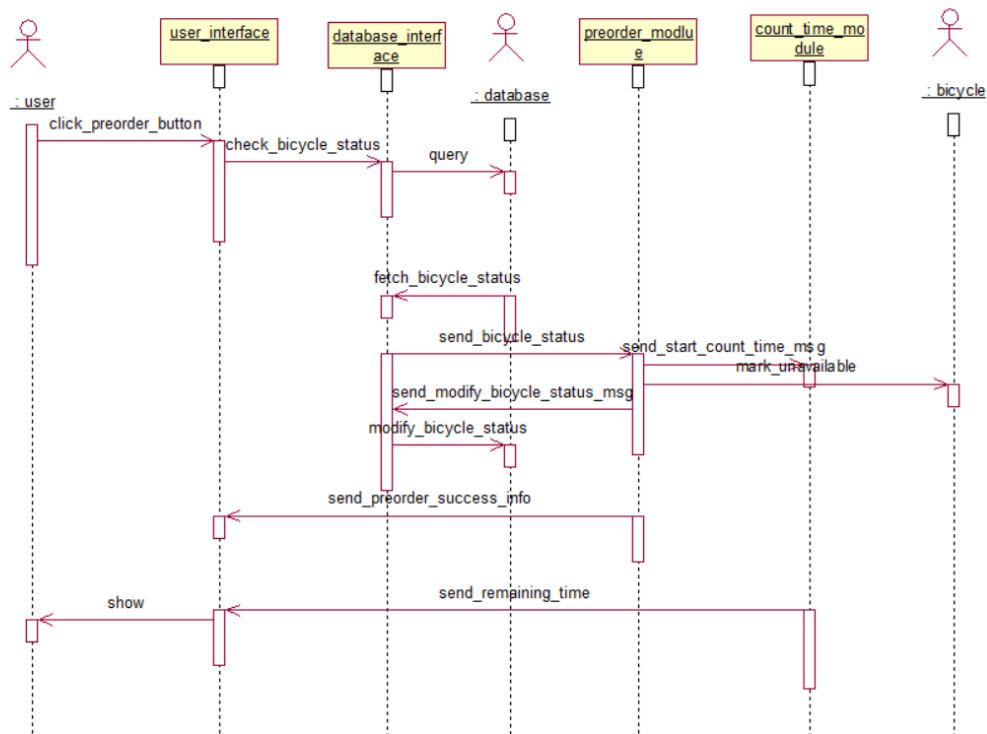 user_interface
database_interf
ace
preorder_modlu
e
count_time_mo
dule
: user
: database
: bicycle
click_preorder_button
check_bicycle_status
query
fetch_bicycle_status
send_bicycle_status
send_start_count_time_msg
mark_unavailable
send_modify_bicycle_status_msg
modify_bicycle_status
send_preorder_success_info
send_remaining_time
show